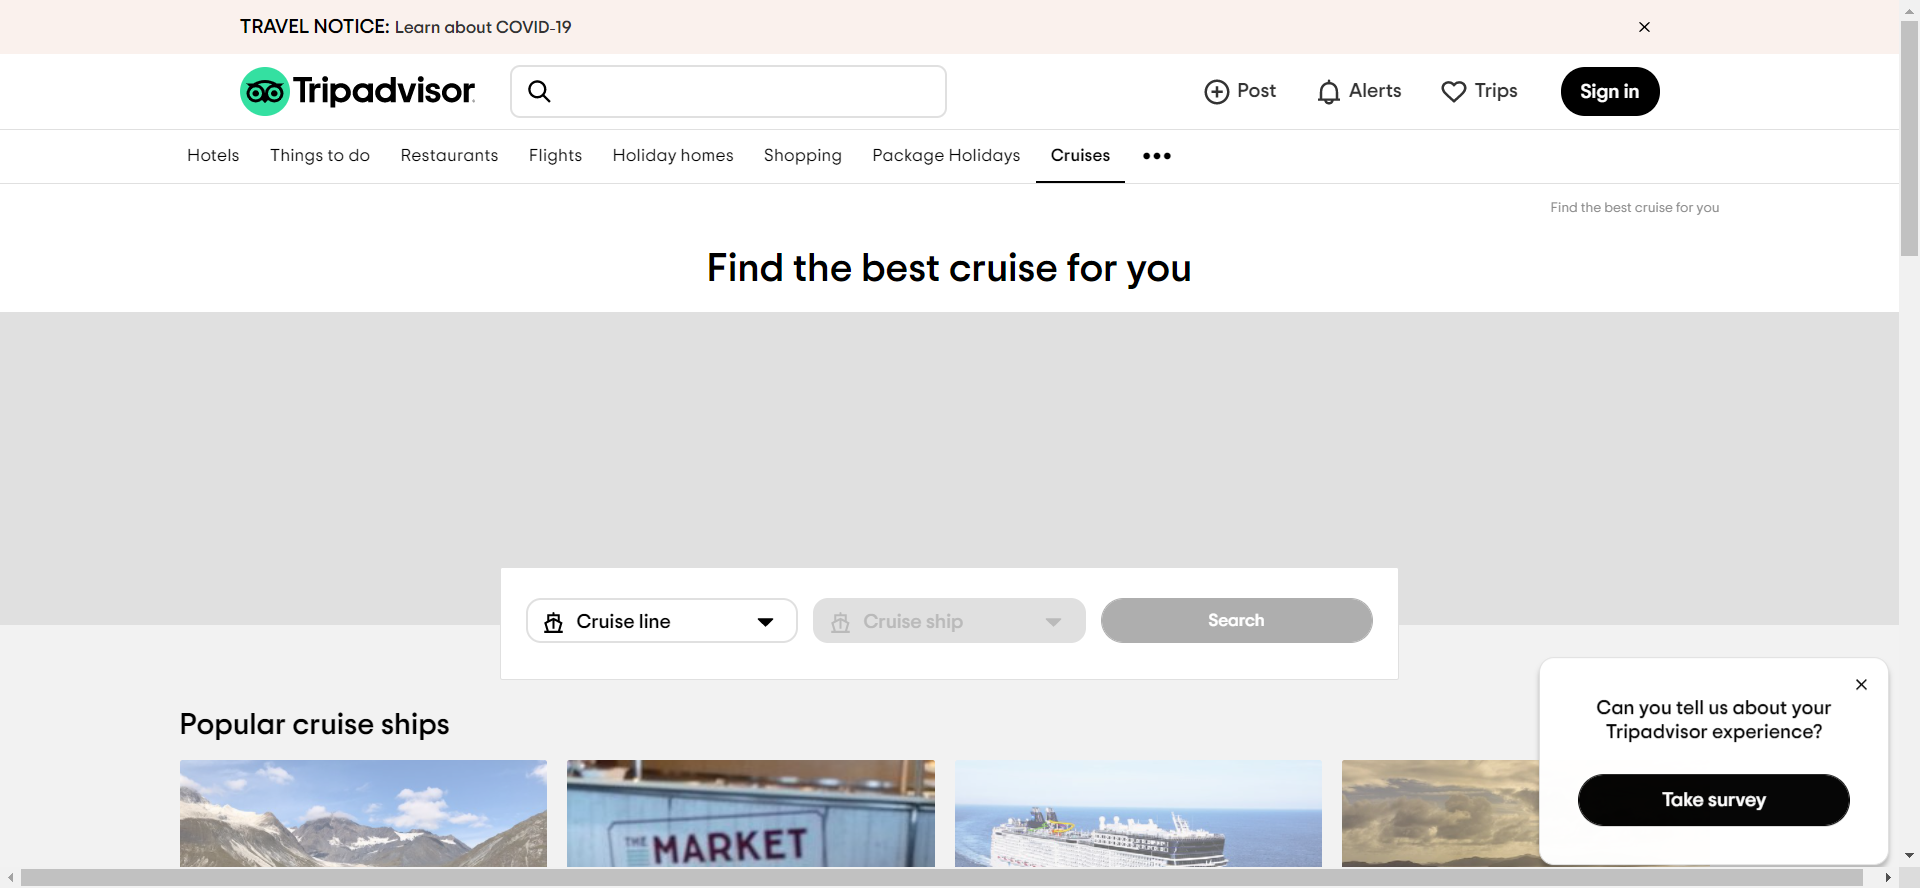 TRAVEL NOTICE: Learn about COVID-19
Tripadvisor
Post
Alerts
Trips
Sign in
Hotels
Things to do
Restaurants
Flights
Holiday homes
Shopping
Package Holidays
Cruises
Find the best cruise for you
Find the best cruise for you
Cruise line
Cruise ship
Search
Popular cruise ships
THE MARKET
Can you tell us about your
Tripadvisor experience?
Take survey